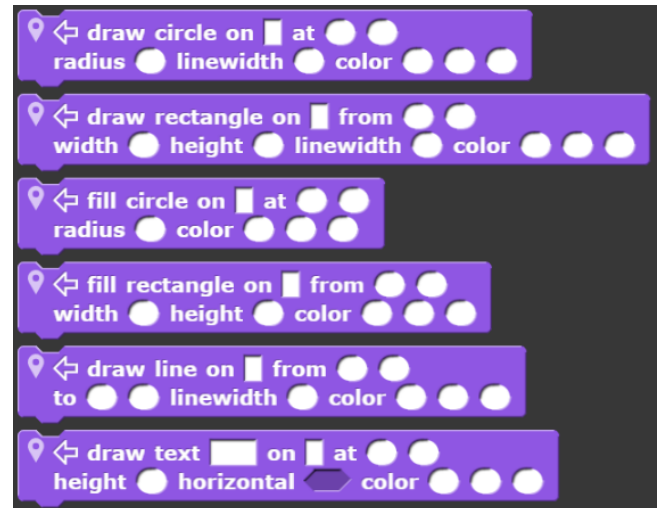 draw circle on at
radius linewidth color
draw rectangle on from
width height linewidth color
fill circle on at
radius color
fill rectangle on from
width height color
draw line on from
to linewidth color
draw text on at
height horizontal color